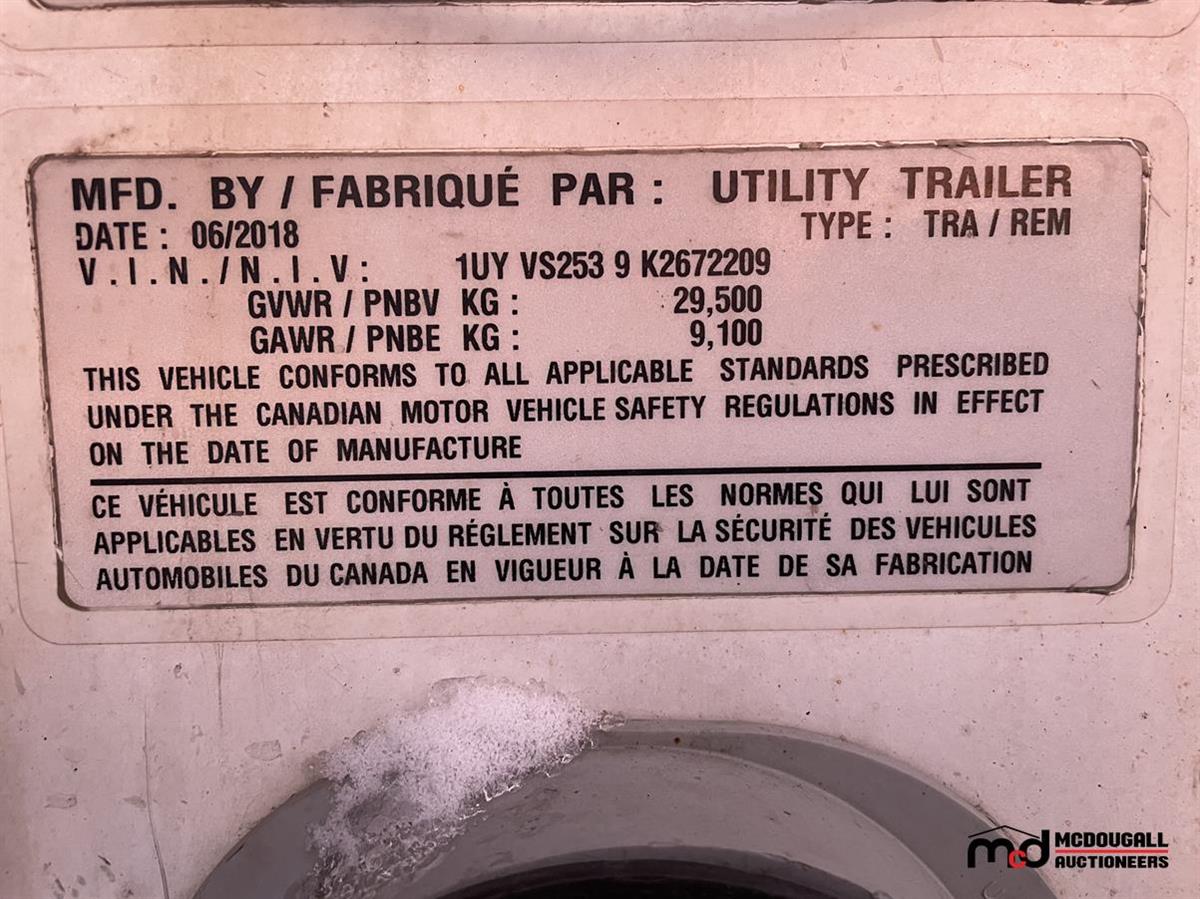 MFD. BY / FABRIQUÉ PAR : UTILITY TRAILER
DATE : 06/2018 TYPE : TRA / REM
V.I.N./N.I.V: 1UY VS253 9 K2672209
GVWR / PNBV KG : 29,500
GAWR / PNBE KG : 9,100
THIS VEHICLE CONFORMS TO ALL APPLICABLE STANDARDS PRESCRIBED
UNDER THE CANADIAN MOTOR VEHICLE SAFETY REGULATIONS IN EFFECT
ON THE DATE OF MANUFACTURE
CE VÉHICULE EST CONFORME À TOUTES LES NORMES QUI LUI SONT
APPLICABLES EN VERTU DU RÉGLEMENT SUR LA SÉCURITÉ DES VEHICULES
AUTOMOBILES DU CANADA EN VIGUEUR À LA DATE DE SA FABRICATION
mcd MCDOUGALL
AUCTIONEERS